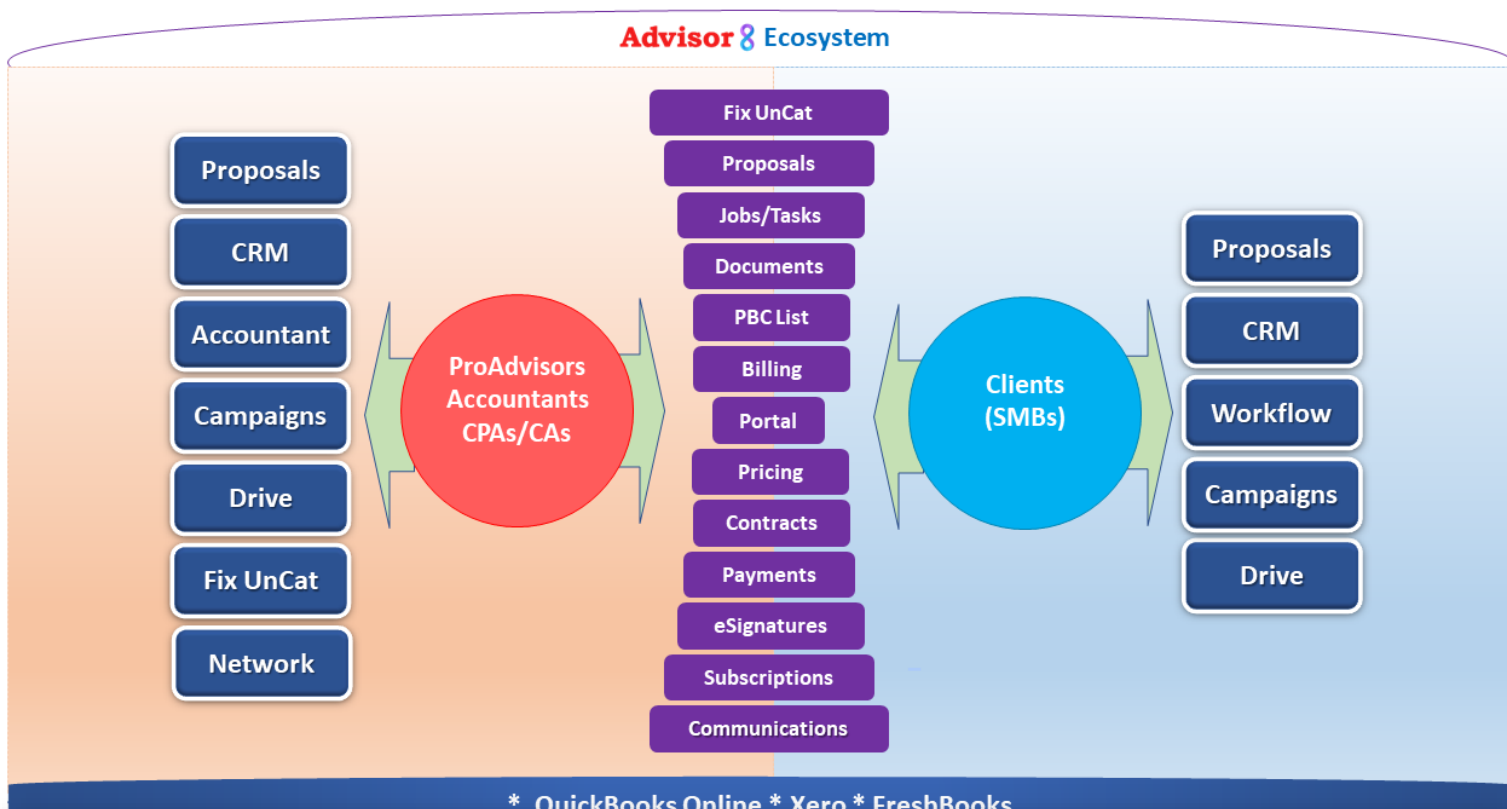 Advisor 8 Ecosystem
Proposals
CRM
Accountant
Campaigns
Drive
Fix UnCat
Network
ProAdvisors
Accountants
CPAs/CAs
Fix UnCat
Proposals
Jobs/Tasks
Documents
PBC List
Billing
Portal
Pricing
Contracts
Payments
eSignatures
Subscriptions
Communications
Clients
(SMBs)
Proposals
CRM
Workflow
Campaigns
Drive
* QuickBooks Online * Xero * FreshBooks